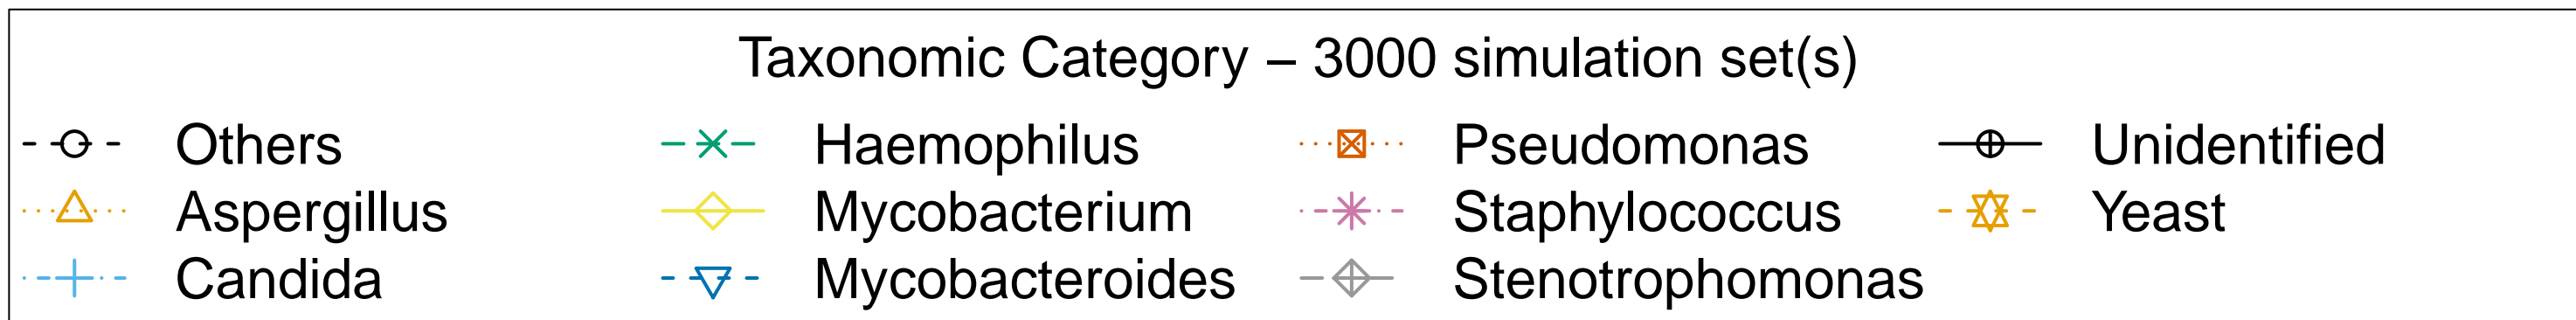 Taxonomic Category – 3000 simulation set(s)
Others
Aspergillus
Candida
Haemophilus
Mycobacterium
Mycobacteroides
Pseudomonas
Staphylococcus
Stenotrophomonas
Unidentified
Yeast